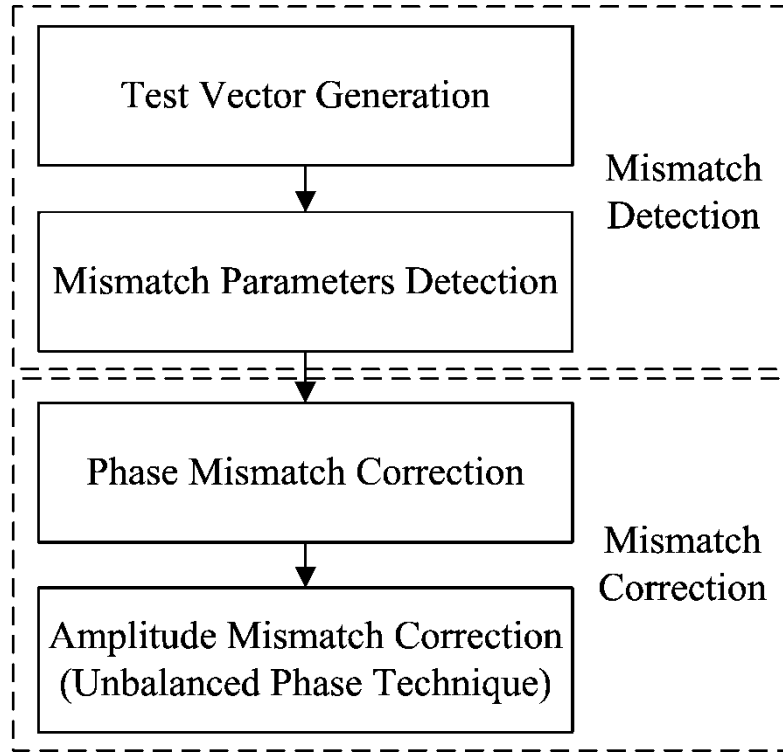 Test Vector Generation
Mismatch
Detection
Mismatch Parameters Detection
Phase Mismatch Correction
Mismatch
Correction
Amplitude Mismatch Correction
(Unbalanced Phase Technique)